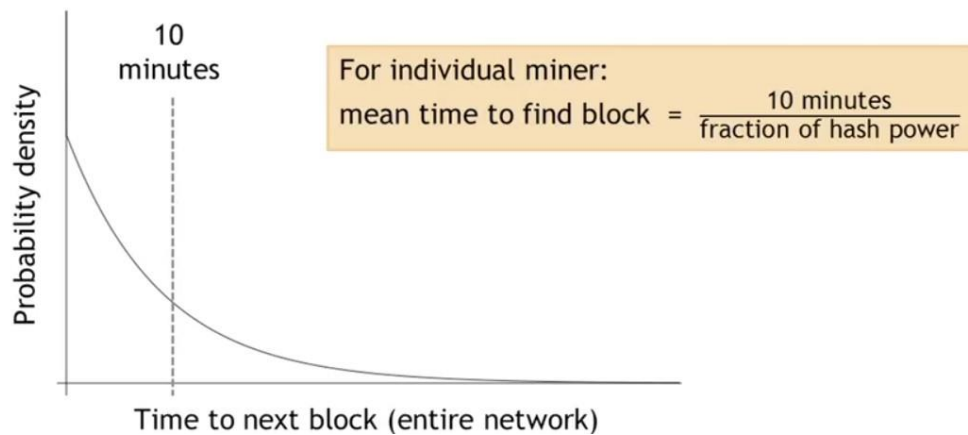 10
minutes
For individual miner:
mean time to find block = 10 minutes
fraction of hash power
Probability density
Time to next block (entire network)